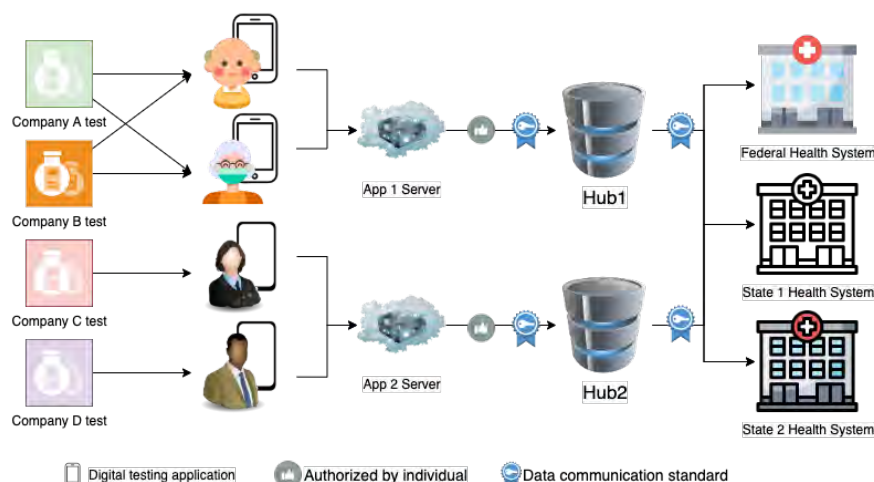 Company A test
Company B test
Company C test
Company D test
App 1 Server
App 2 Server
Hub1
Hub2
Federal Health System
State 1 Health System
State 2 Health System
Digital testing application
Authorized by individual
Data communication standard